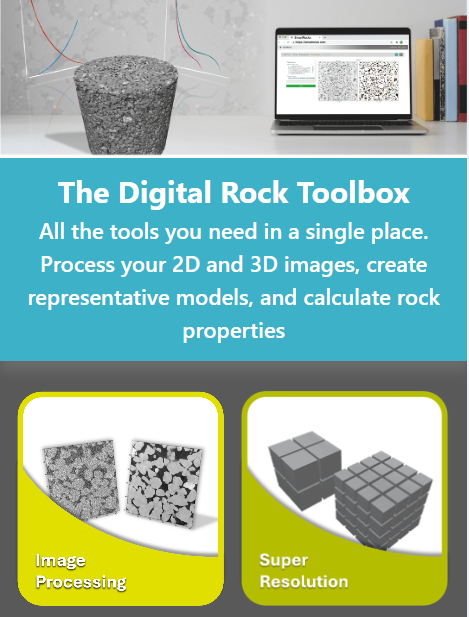 The Digital Rock Toolbox
All the tools you need in a single place.
Process your 2D and 3D images, create
representative models, and calculate rock
properties
Image
Processing
Super
Resolution